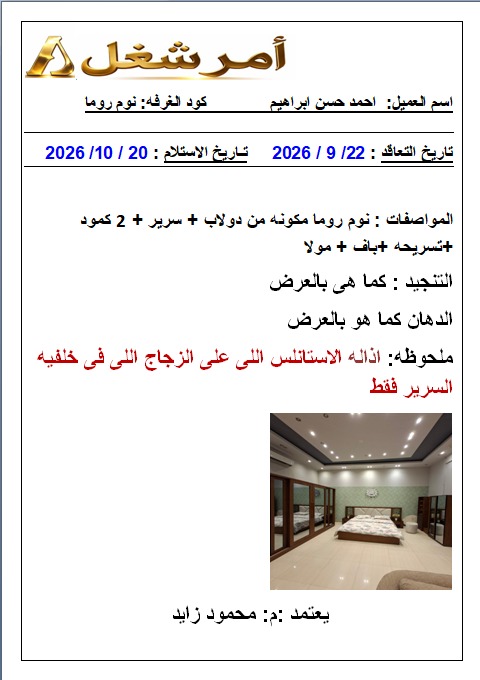 أمر شغل
اسم العميل: احمد حسن ابراهيم كود الغرفه: نوم روما
تاريخ التعاقد : 22/ 9 / 2026 تاريخ الاستلام : 20 / 10/ 2026
المواصفات : نوم روما مكونه من دولاب + سرير + 2 كمود
+تسريحه +باف + مولا
التنجيد : كما هى بالعرض
الدهان كما هو بالعرض
ملحوظه: اذاله الاستانلس اللى على الزجاج اللى فى خلفيه
السرير فقط
يعتمد :م: محمود زايد